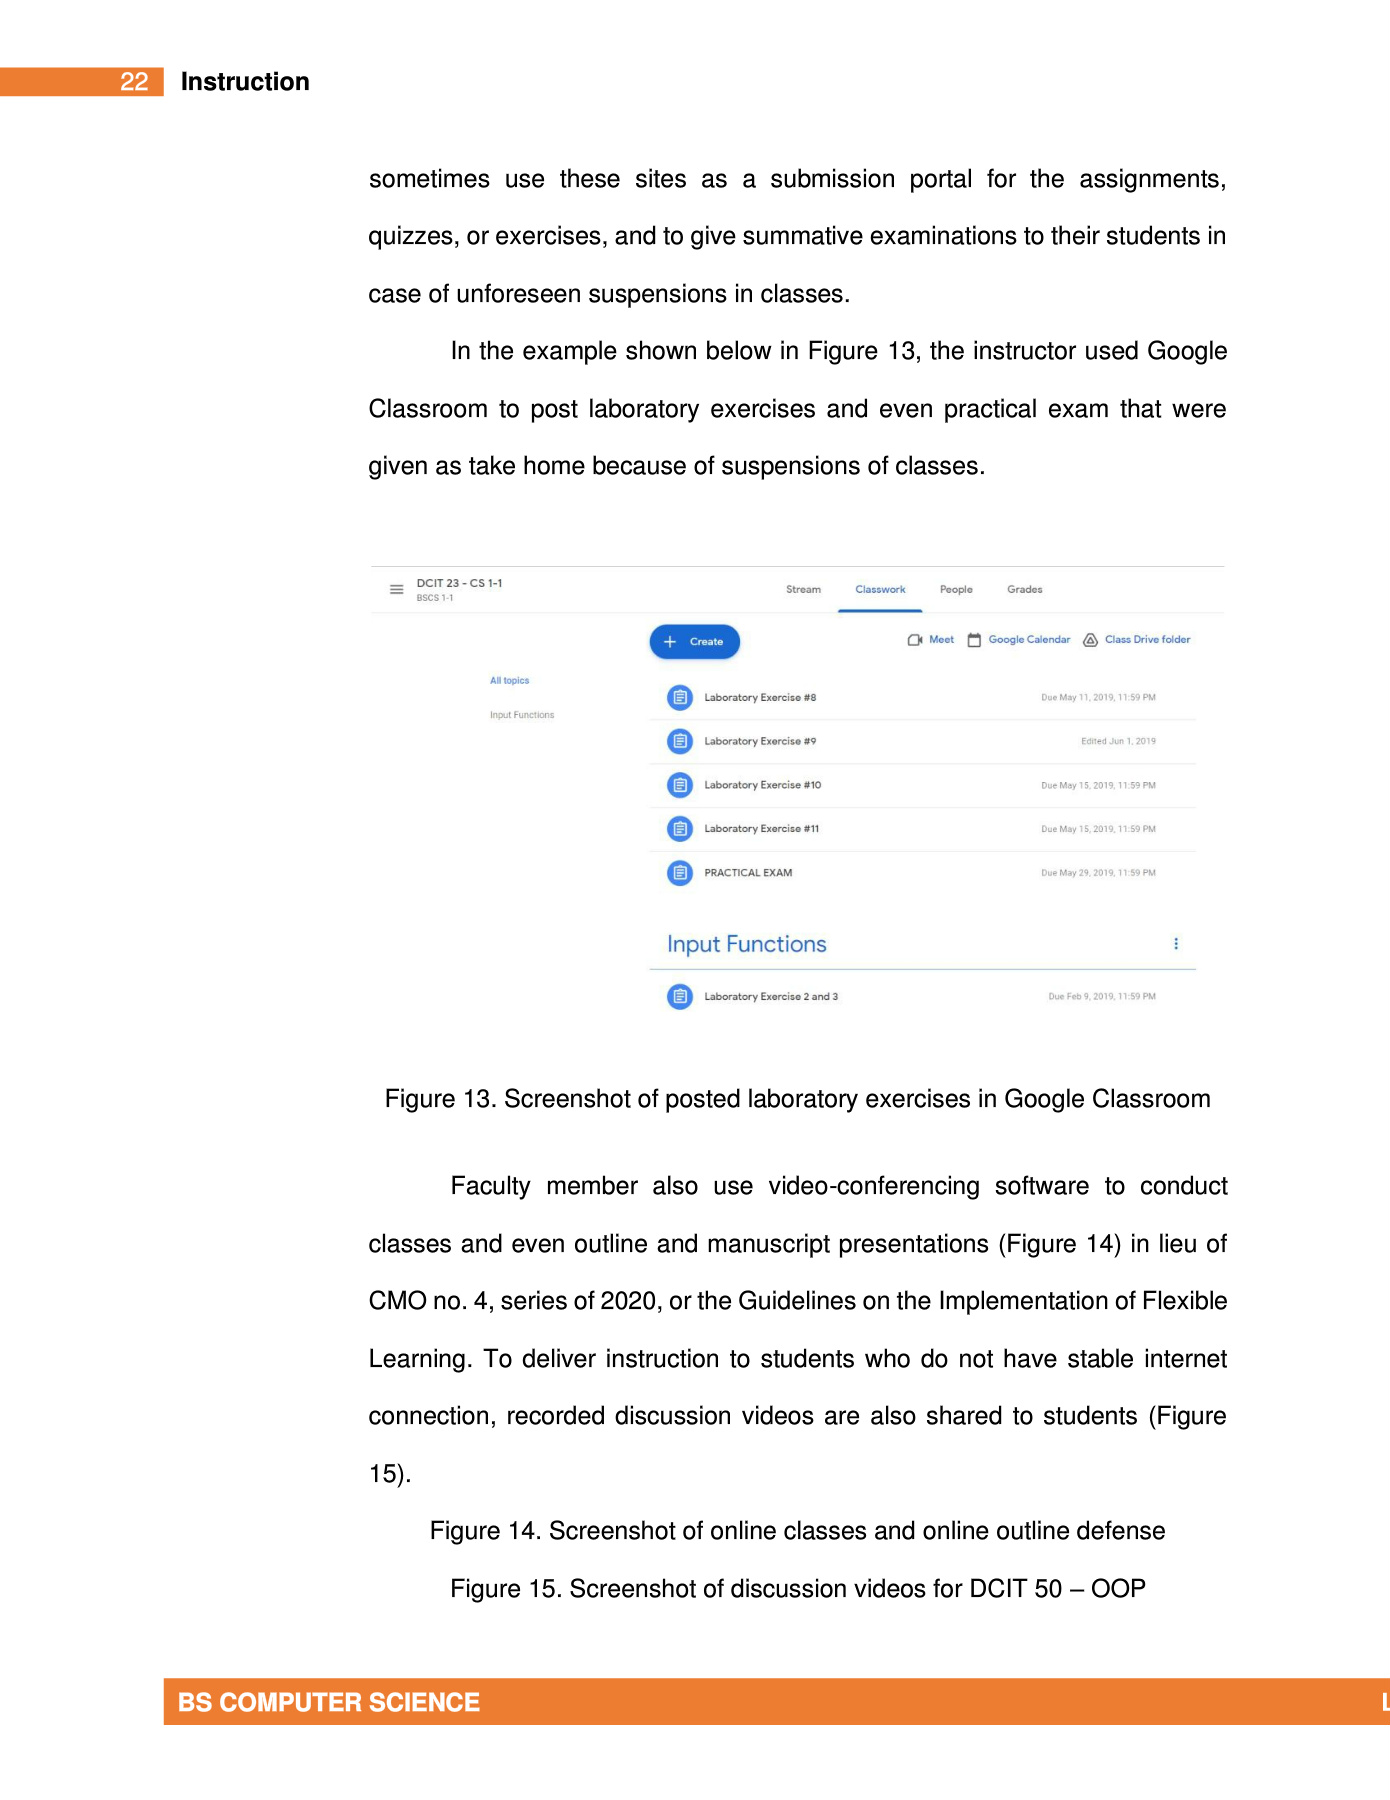 22 Instruction
sometimes use these sites as a submission portal for the assignments,
quizzes, or exercises, and to give summative examinations to their students in
case of unforeseen suspensions in classes.
In the example shown below in Figure 13, the instructor used Google
Classroom to post laboratory exercises and even practical exam that were
given as take home because of suspensions of classes.
DCIT 23 - CS 1-1
BSCS 1-1
Stream Classwork People Grades
+ Create
Meet Google Calendar Class Drive folder
All topics
Input Functions
Laboratory Exercise #8 Due May 11, 2019, 11:59 PM
Laboratory Exercise #9 Edited Jun 1, 2019
Laboratory Exercise #10 Due May 15, 2019, 11:59 PM
Laboratory Exercise #11 Due May 15, 2019, 11:59 PM
PRACTICAL EXAM Due May 29, 2019, 11:59 PM
Input Functions
Laboratory Exercise 2 and 3 Due Feb 9, 2019, 11:59 PM
Figure 13. Screenshot of posted laboratory exercises in Google Classroom
Faculty member also use video-conferencing software to conduct
classes and even outline and manuscript presentations (Figure 14) in lieu of
CMO no. 4, series of 2020, or the Guidelines on the Implementation of Flexible
Learning. To deliver instruction to students who do not have stable internet
connection, recorded discussion videos are also shared to students (Figure
15).
Figure 14. Screenshot of online classes and online outline defense
Figure 15. Screenshot of discussion videos for DCIT 50 – OOP
BS COMPUTER SCIENCE